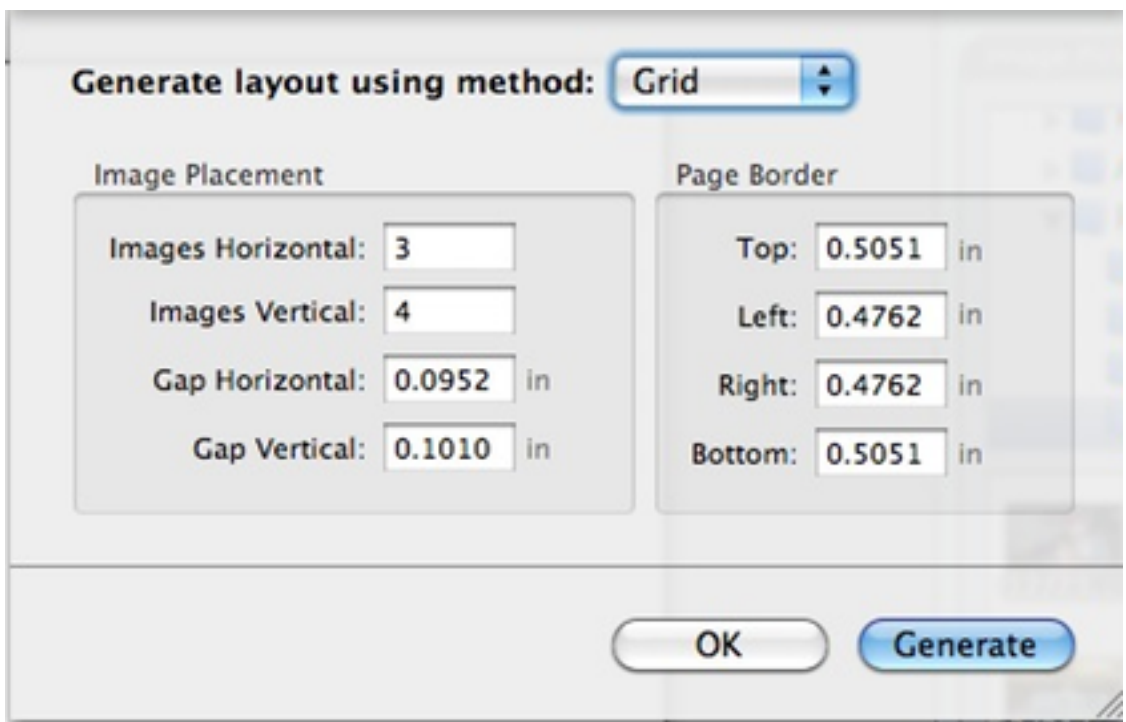 Generate layout using method: Grid
Image Placement
Images Horizontal: 3
Images Vertical: 4
Gap Horizontal: 0.0952 in
Gap Vertical: 0.1010 in
Page Border
Top: 0.5051 in
Left: 0.4762 in
Right: 0.4762 in
Bottom: 0.5051 in
OK
Generate